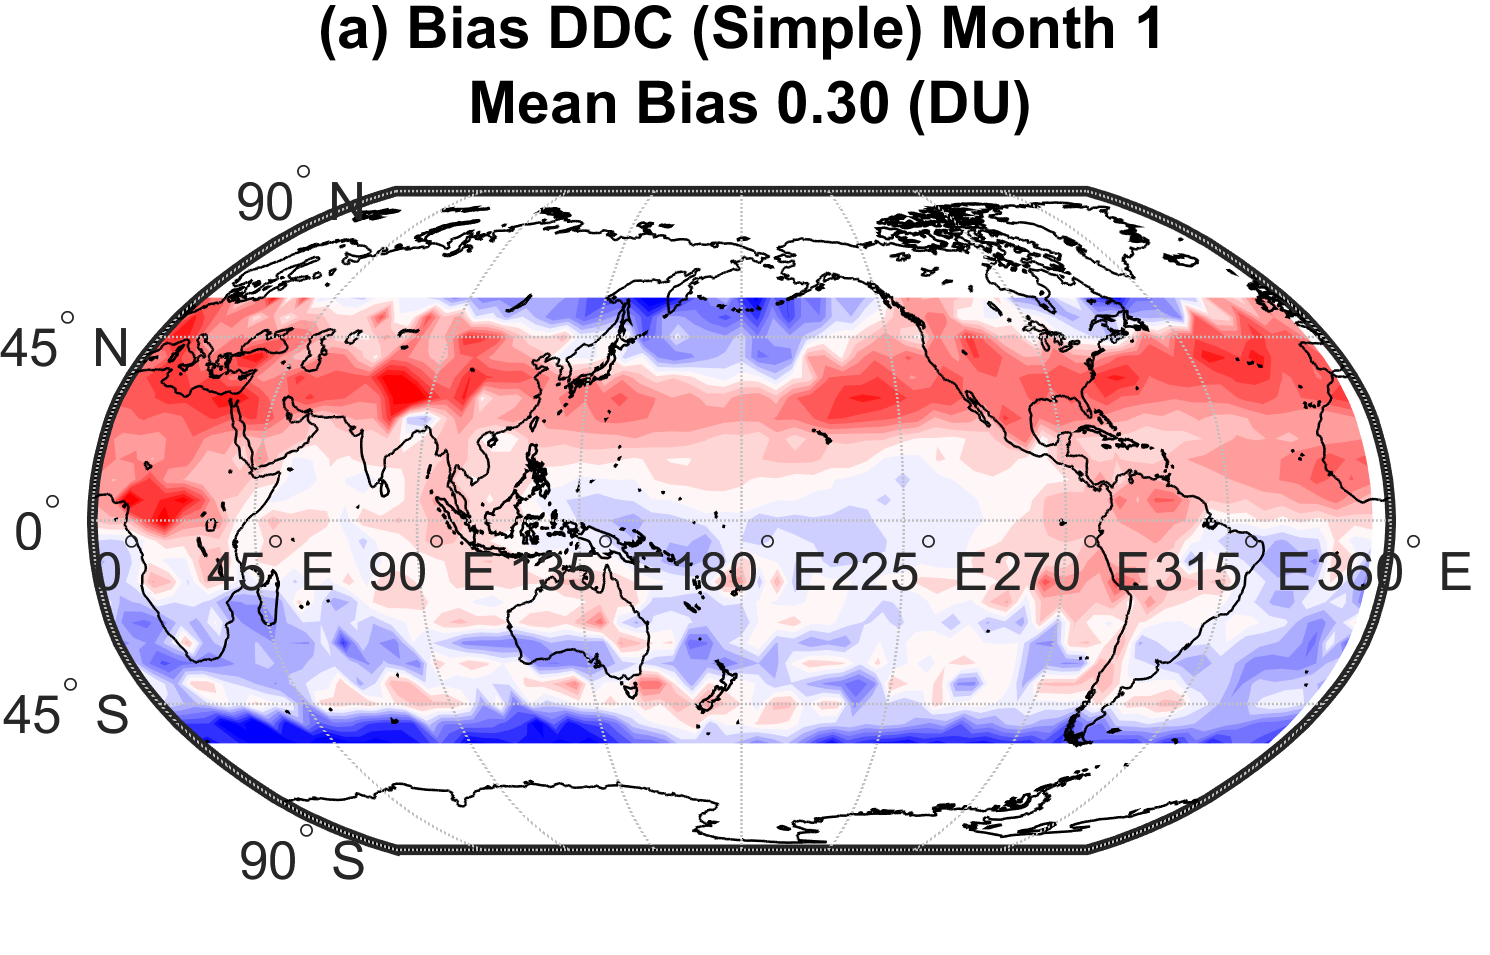 (a) Bias DDC (Simple) Month 1
Mean Bias 0.30 (DU)
90° N
45° N
0°
0° 45° E 90° E 135° E 180° E 225° E 270° E 315° E 360° E
45° S
90° S